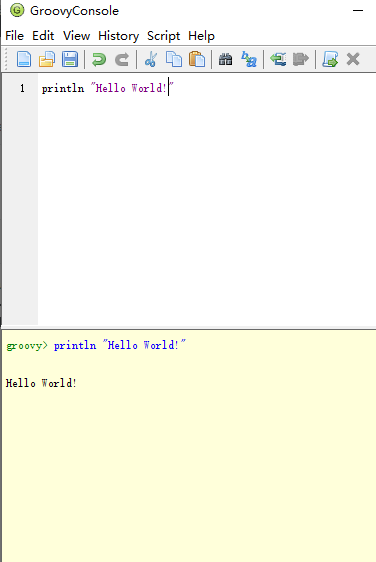 GroovyConsole
File Edit View History Script Help
1 println "Hello World!"
groovy> println "Hello World!"
Hello World!